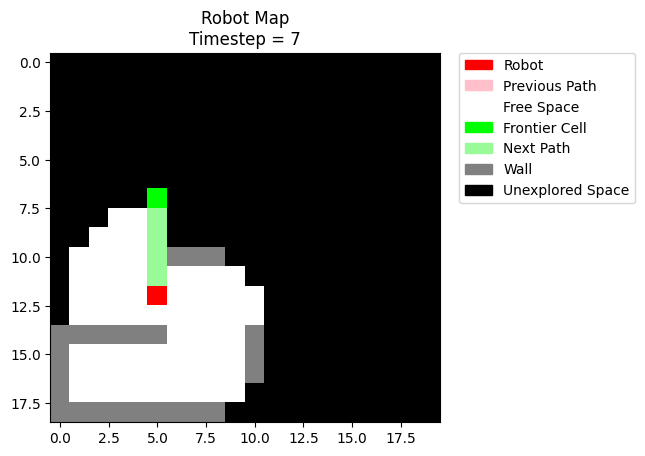 Robot Map
Timestep = 7
0.0
2.5
5.0
7.5
10.0
12.5
15.0
17.5
0.0 2.5 5.0 7.5 10.0 12.5 15.0 17.5
Robot
Previous Path
Free Space
Frontier Cell
Next Path
Wall
Unexplored Space